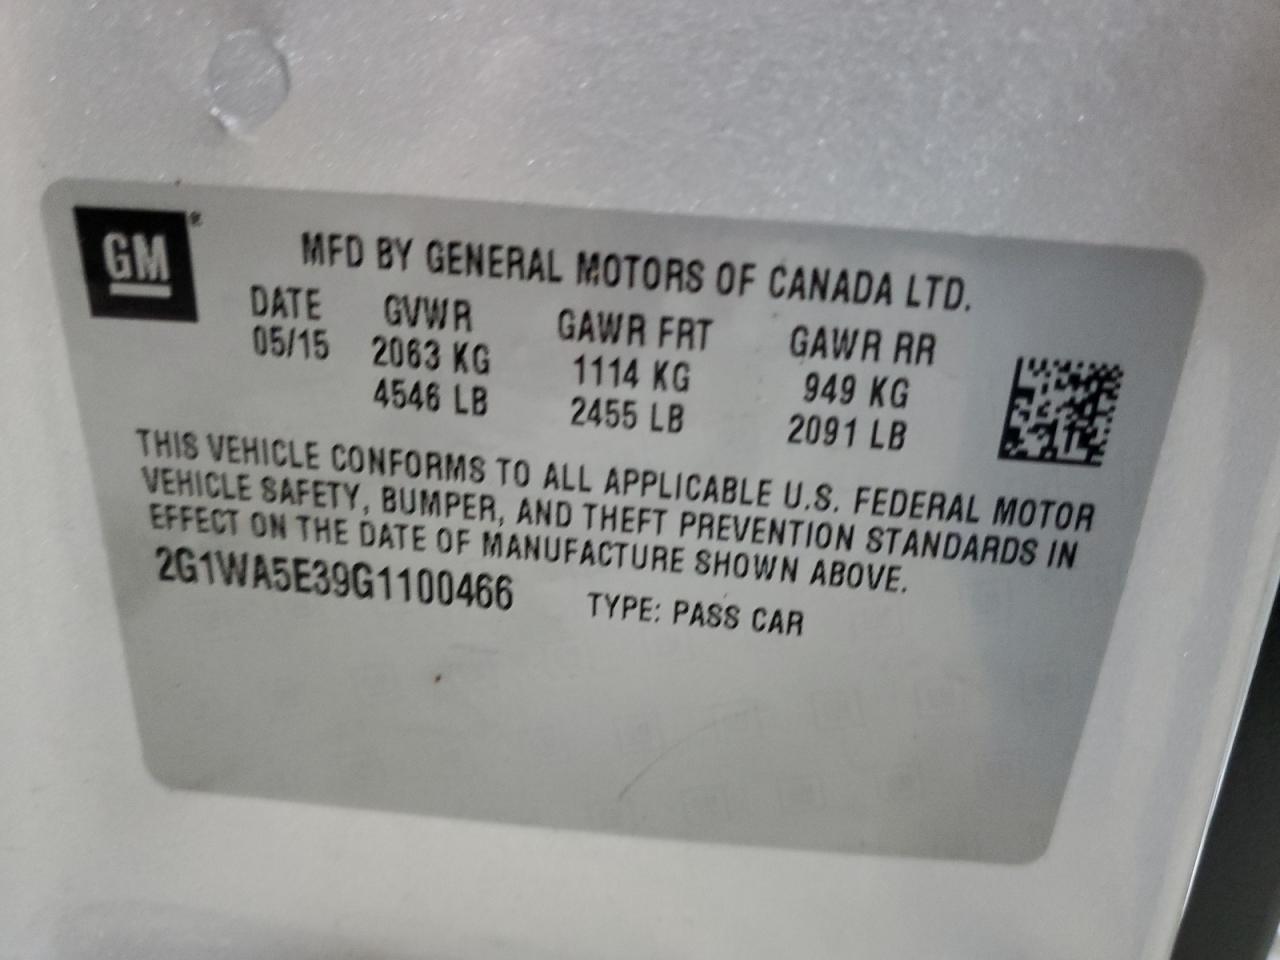 GM®
MFD BY GENERAL MOTORS OF CANADA LTD.
DATE GVWR GAWR FRT GAWR RR
05/15 2063 KG 1114 KG 949 KG
4546 LB 2455 LB 2091 LB
THIS VEHICLE CONFORMS TO ALL APPLICABLE U.S. FEDERAL MOTOR
VEHICLE SAFETY, BUMPER, AND THEFT PREVENTION STANDARDS IN
EFFECT ON THE DATE OF MANUFACTURE SHOWN ABOVE.
2G1WA5E39G1100466 TYPE: PASS CAR